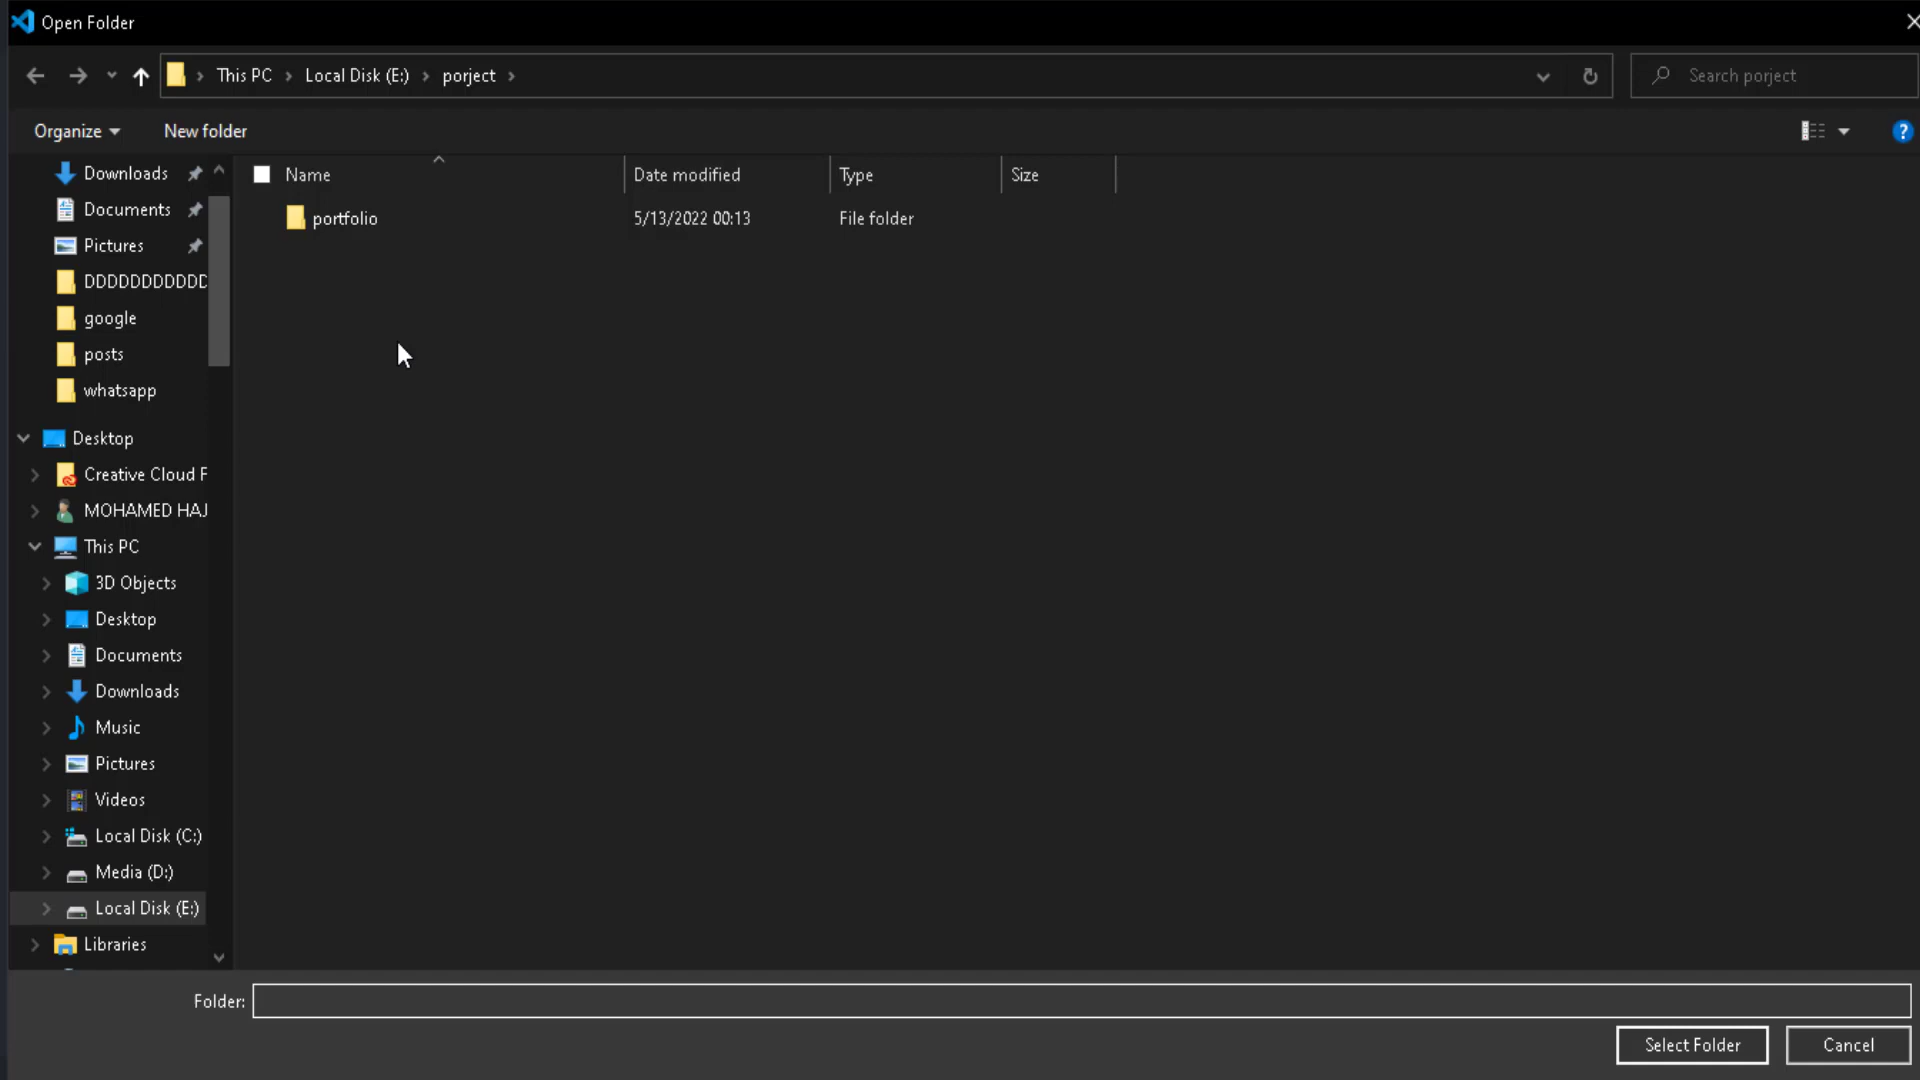 Open Folder
This PC > Local Disk (E:) > porject >
Search porject
Organize
New folder
Name
Date modified
Type
Size
portfolio
5/13/2022 00:13
File folder
Downloads
Documents
Pictures
DDDDDDDDDDD
google
posts
whatsapp
Desktop
Creative Cloud F
MOHAMED HAJ
This PC
3D Objects
Desktop
Documents
Downloads
Music
Pictures
Videos
Local Disk (C:)
Media (D:)
Local Disk (E:)
Libraries
Folder:
Select Folder
Cancel